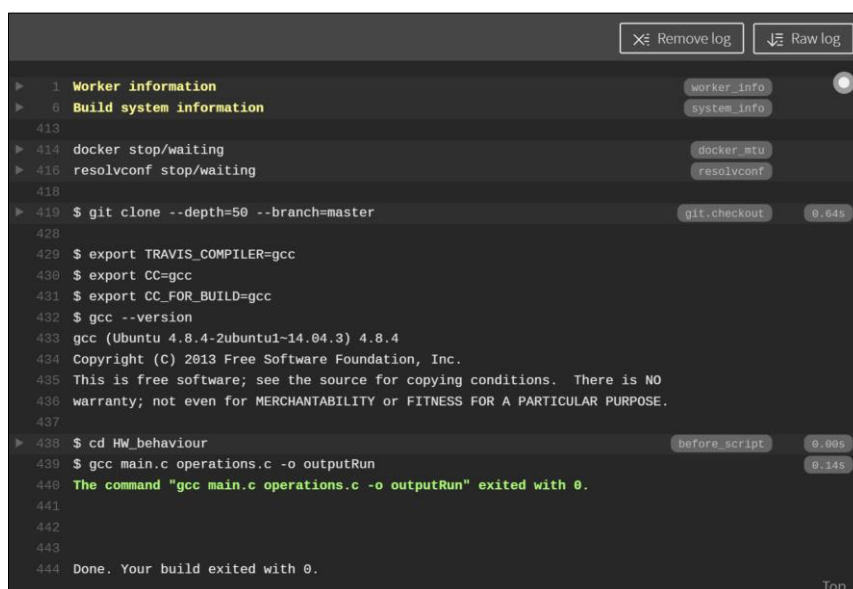 Remove log Raw log
1 Worker information worker_info
6 Build system information system_info
413
414 docker stop/waiting docker_mtu
416 resolvconf stop/waiting resolvconf
418
419 $ git clone --depth=50 --branch=master git.checkout 0.64s
428
429 $ export TRAVIS_COMPILER=gcc
430 $ export CC=gcc
431 $ export CC_FOR_BUILD=gcc
432 $ gcc --version
433 gcc (Ubuntu 4.8.4-2ubuntu1~14.04.3) 4.8.4
434 Copyright (C) 2013 Free Software Foundation, Inc.
435 This is free software; see the source for copying conditions.  There is NO
436 warranty; not even for MERCHANTABILITY or FITNESS FOR A PARTICULAR PURPOSE.
437
438 $ cd HW_behaviour before_script 0.00s
439 $ gcc main.c operations.c -o outputRun 0.14s
440 The command "gcc main.c operations.c -o outputRun" exited with 0.
441
442
443
444 Done. Your build exited with 0.
Top